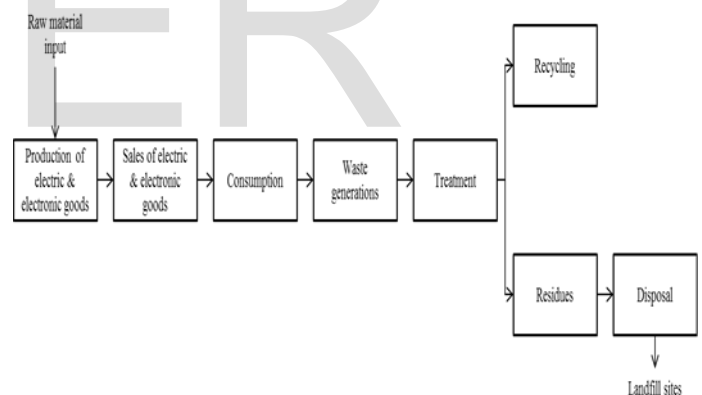 ER
Raw material
input
Production of
electric &
electronic goods
Sales of electric
& electronic
goods
Consumption
Waste
generations
Treatment
Recycling
Residues
Disposal
Landfill sites